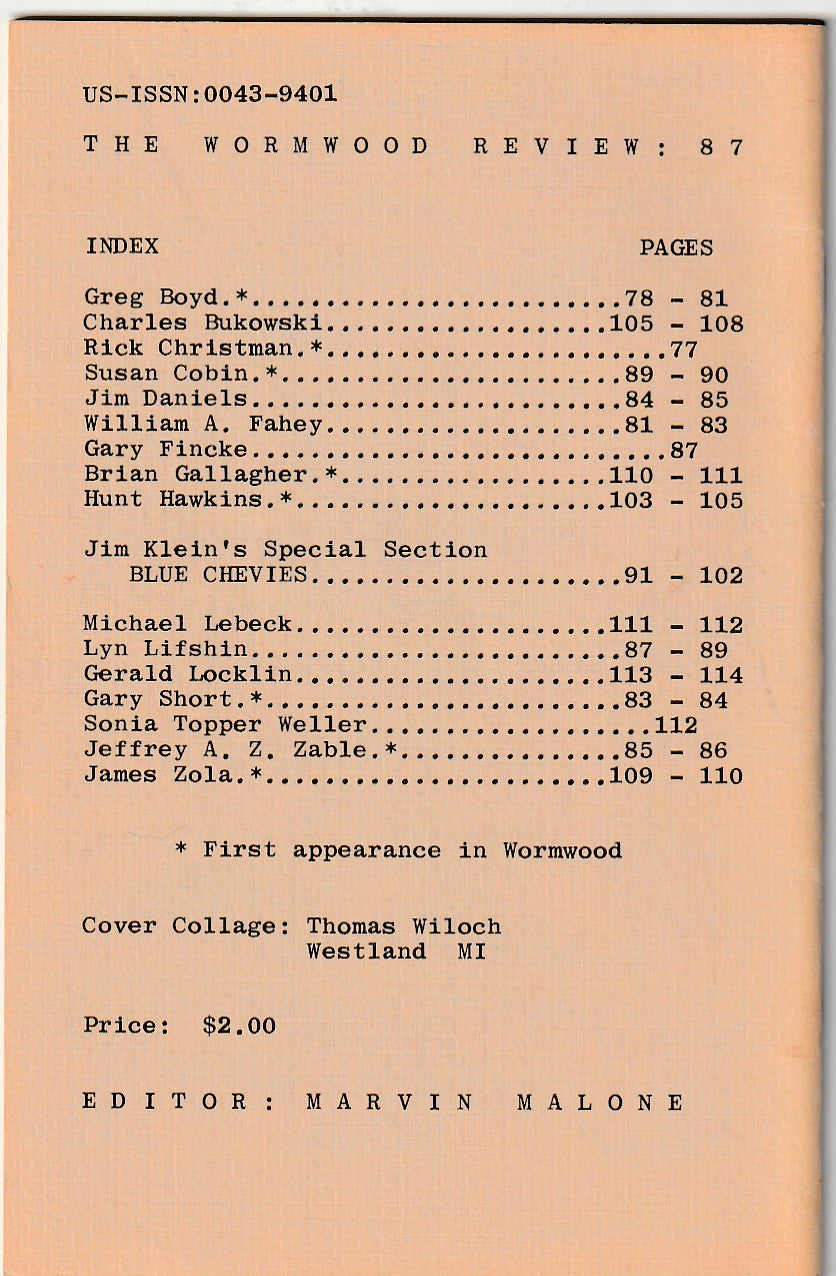 US-ISSN:0043-9401
THE WORMWOOD REVIEW: 87
INDEX PAGES
Greg Boyd.*.........................78 - 81
Charles Bukowski...................105 - 108
Rick Christman.*.......................77
Susan Cobin.*.......................89 - 90
Jim Daniels.........................84 - 85
William A. Fahey....................81 - 83
Gary Fincke............................87
Brian Gallagher.*..................110 - 111
Hunt Hawkins.*.....................103 - 105
Jim Klein's Special Section
BLUE CHEVIES.....................91 - 102
Michael Lebeck.....................111 - 112
Lyn Lifshin.........................87 - 89
Gerald Locklin.....................113 - 114
Gary Short.*........................83 - 84
Sonia Topper Weller...................112
Jeffrey A. Z. Zable.*...............85 - 86
James Zola.*.......................109 - 110
* First appearance in Wormwood
Cover Collage: Thomas Wiloch
Westland MI
Price: $2.00
EDITOR: MARVIN MALONE